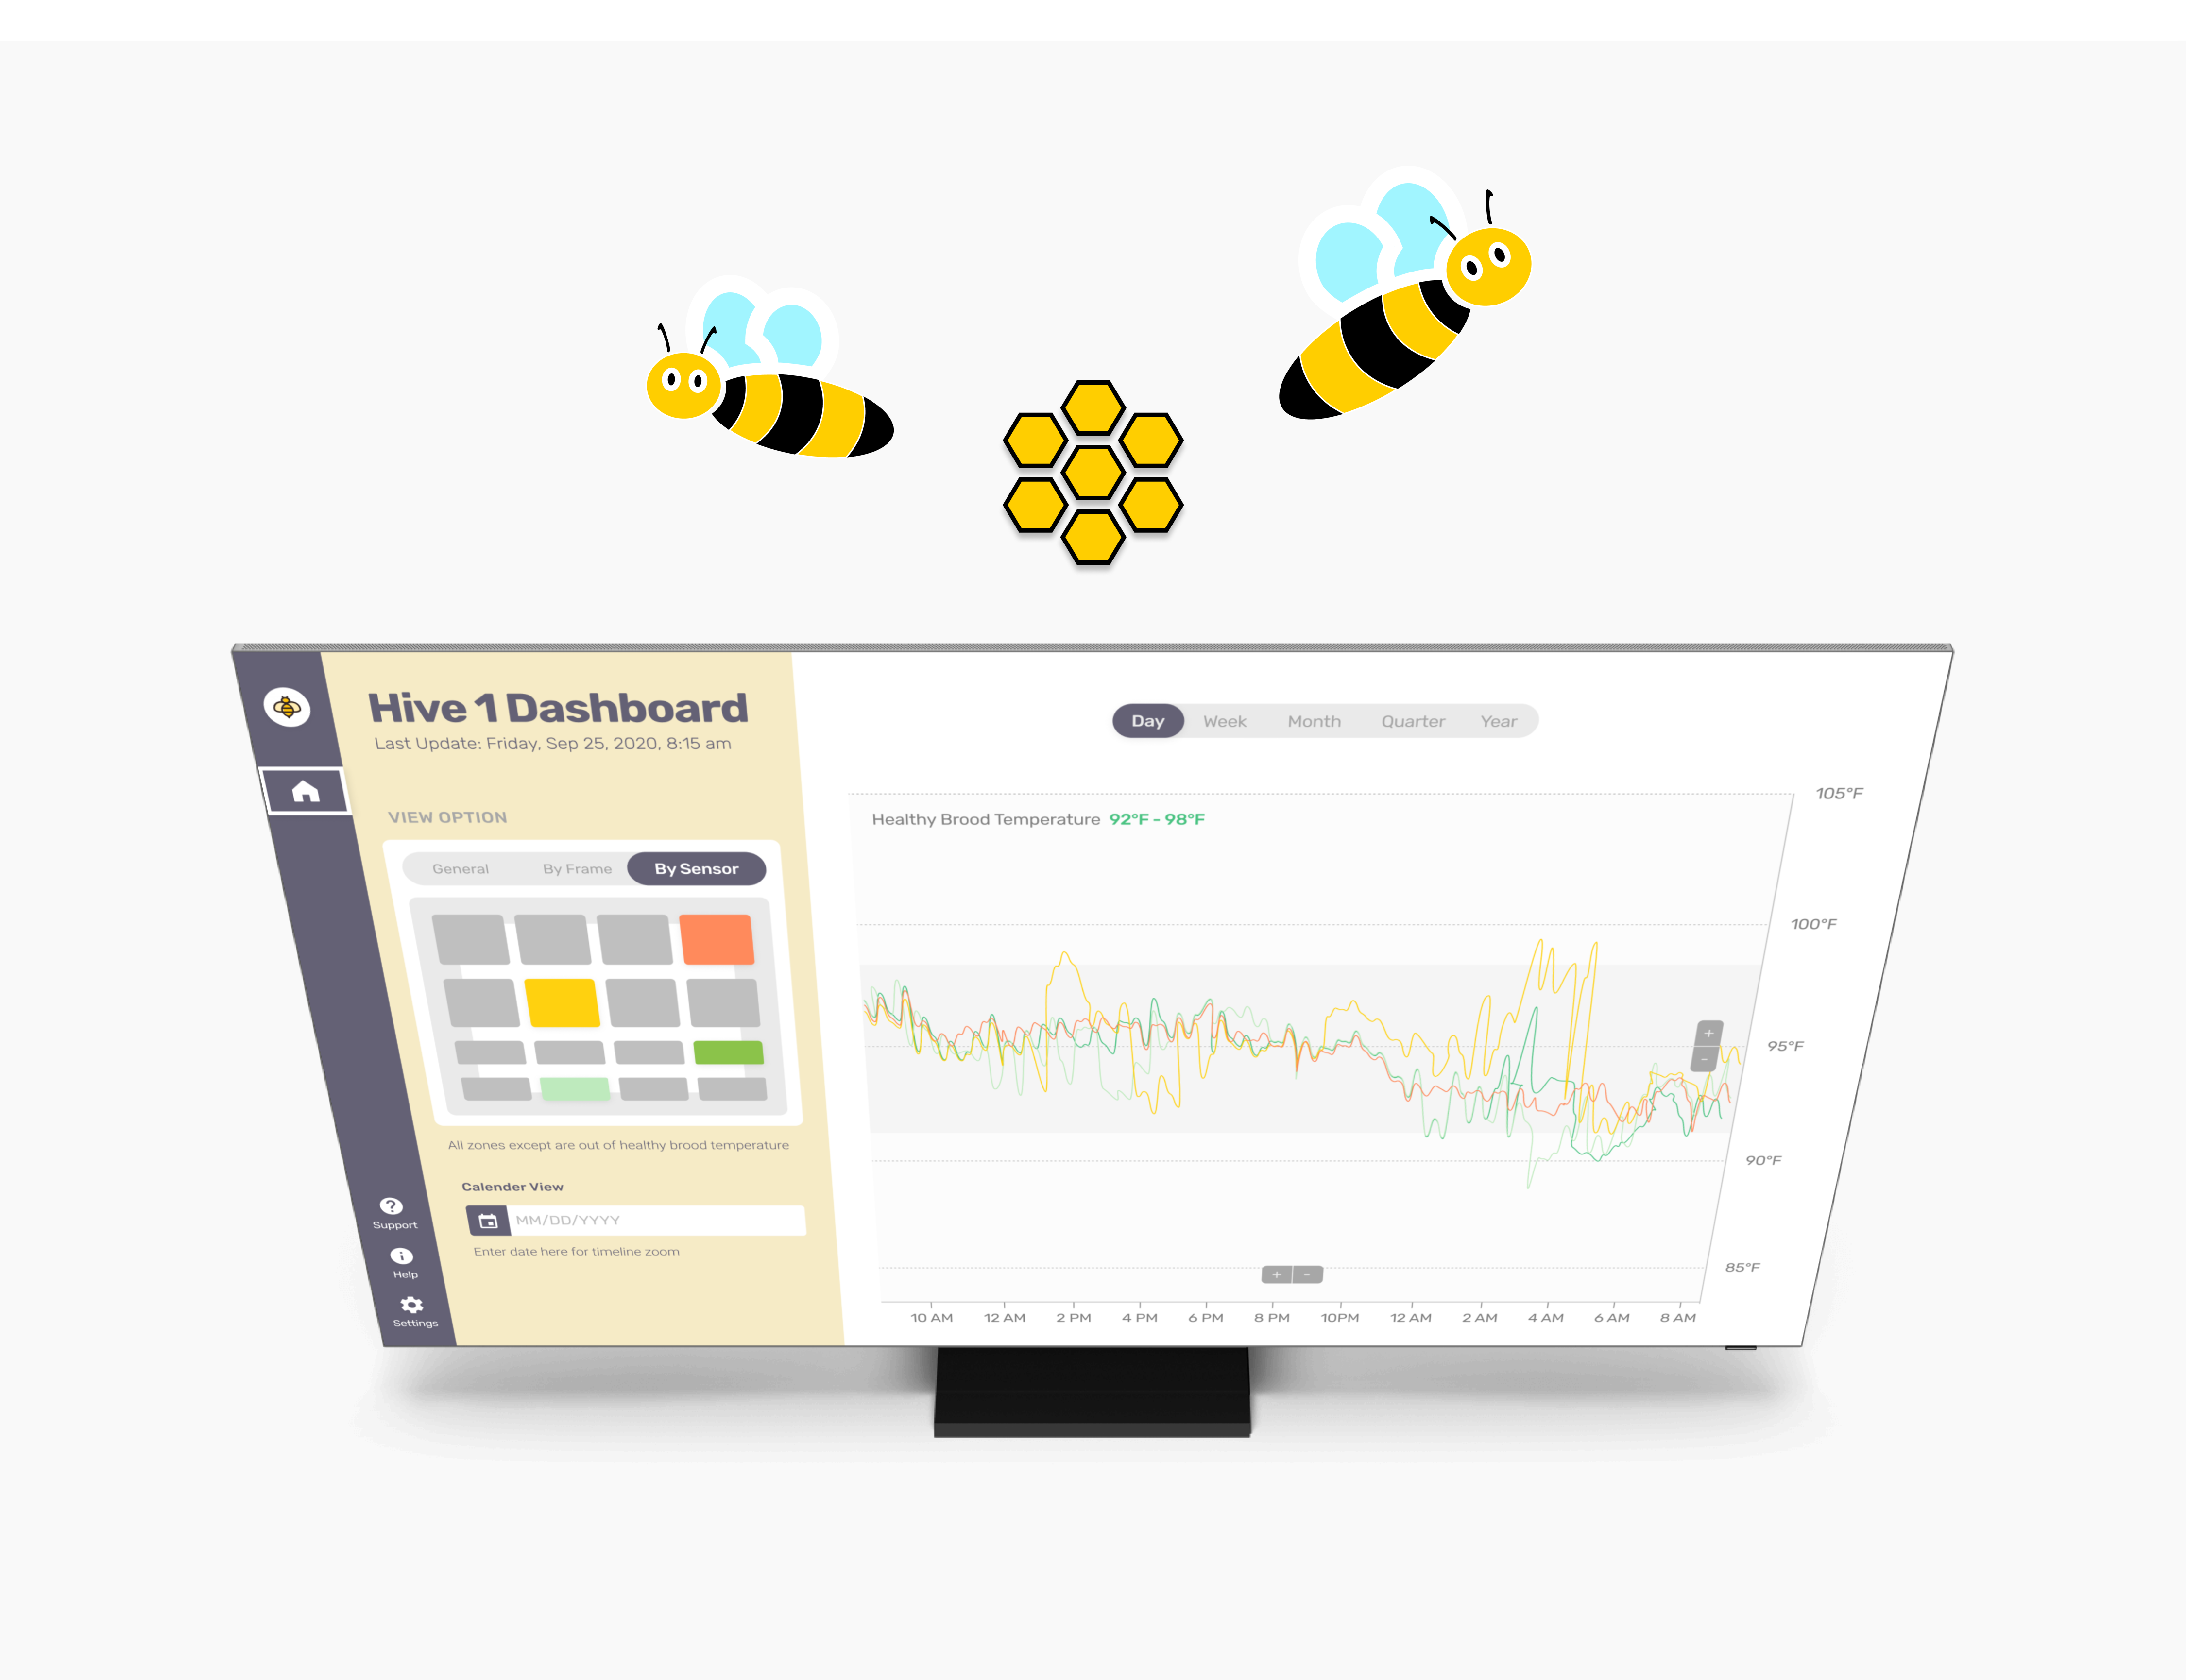 Hive 1 Dashboard
Last Update: Friday, Sep 25, 2020, 8:15 am
VIEW OPTION
General By Frame By Sensor
All zones except are out of healthy brood temperature
Calender View
MM/DD/YYYY
Enter date here for timeline zoom
? Support
i Help
Settings
Day Week Month Quarter Year
Healthy Brood Temperature 92°F - 98°F
105°F
100°F
95°F
90°F
85°F
+ -
+ -
10 AM 12 AM 2 PM 4 PM 6 PM 8 PM 10PM 12 AM 2 AM 4 AM 6 AM 8 AM